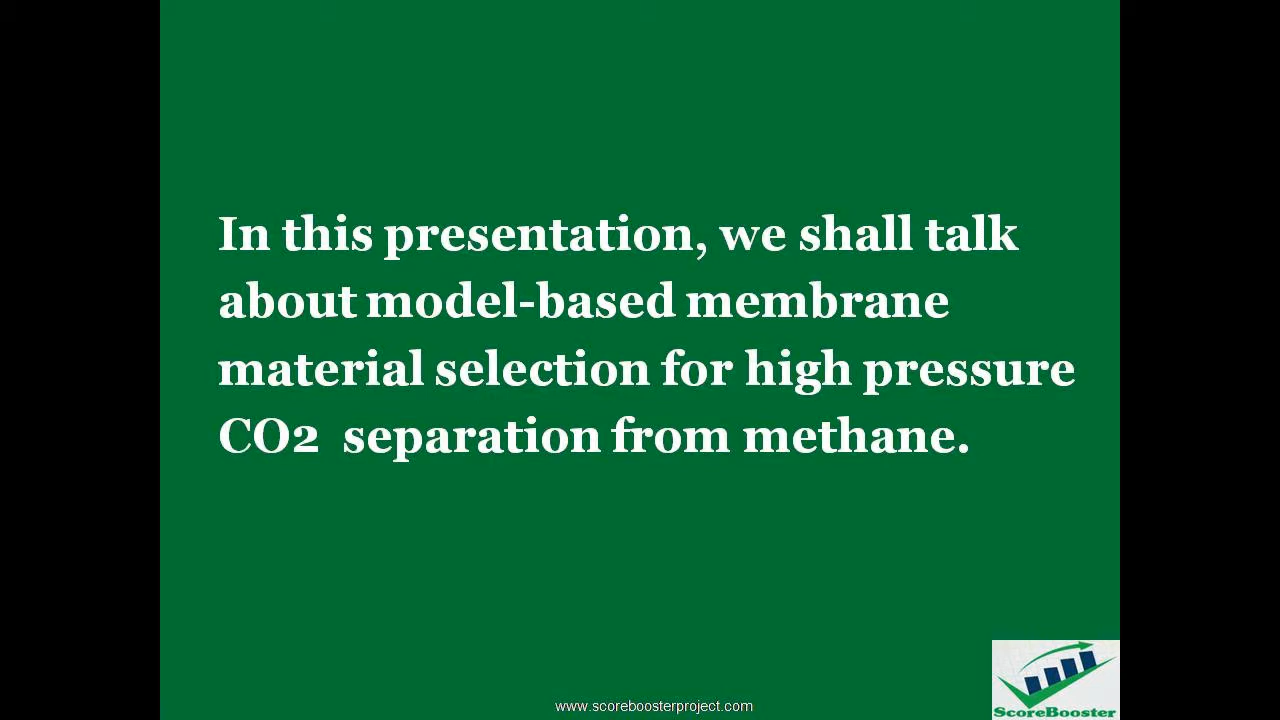 In this presentation, we shall talk
about model-based membrane
material selection for high pressure
CO2  separation from methane.
www.scoreboosterproject.com
ScoreBooster